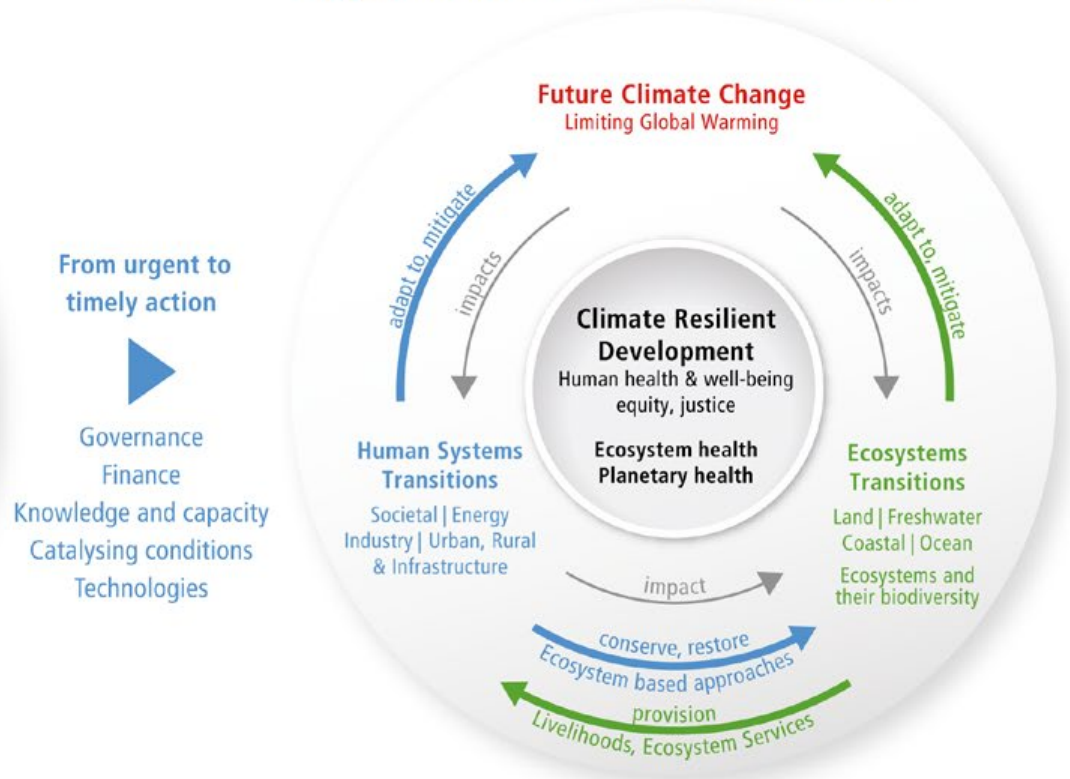 From urgent to
timely action
Governance
Finance
Knowledge and capacity
Catalysing conditions
Technologies
Future Climate Change
Limiting Global Warming
adapt to, mitigate
impacts
impacts
adapt to, mitigate
Climate Resilient
Development
Human health & well-being
equity, justice
Ecosystem health
Planetary health
Human Systems
Transitions
Societal | Energy
Industry | Urban, Rural
& Infrastructure
Ecosystems
Transitions
Land | Freshwater
Coastal | Ocean
Ecosystems and
their biodiversity
impact
conserve, restore
Ecosystem based approaches
provision
Livelihoods, Ecosystem Services